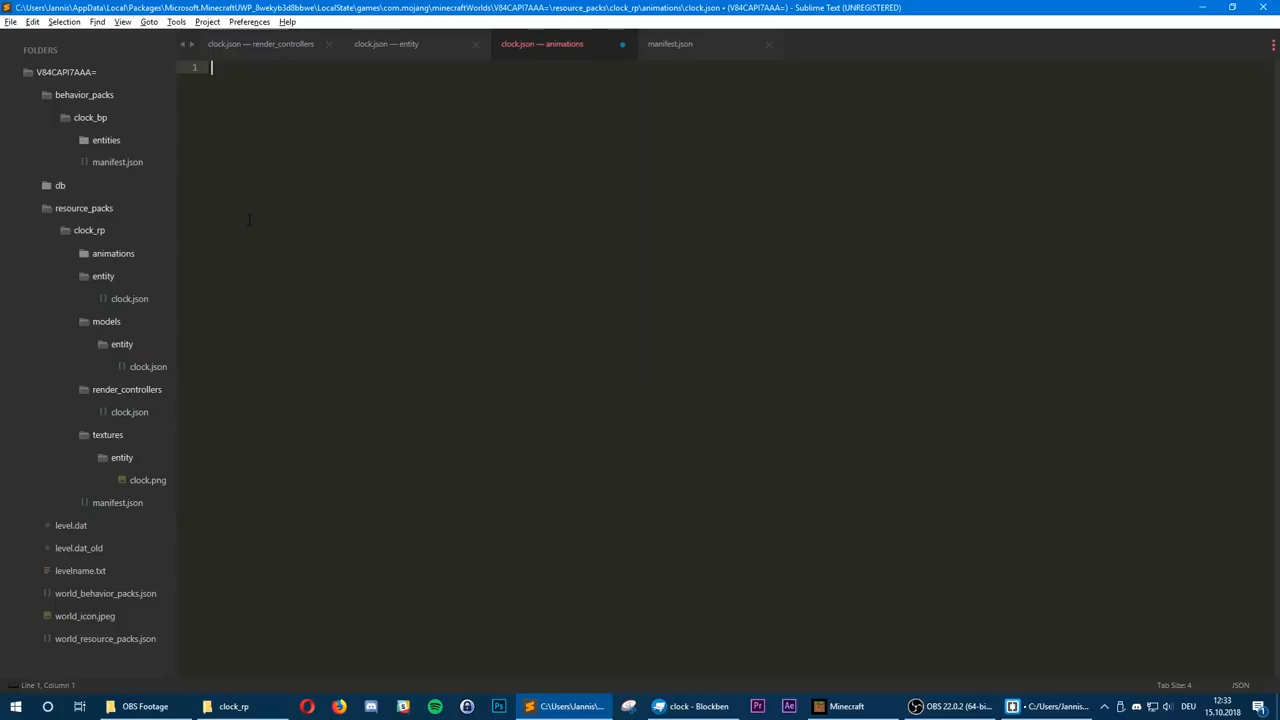 C:\Users\Jannis\AppData\Local\Packages\Microsoft.MinecraftUWP_8wekyb3d8bbwe\LocalState\games\com.mojang\minecraftWorlds\V84CAPI7AAA=\resource_packs\clock_rp\animations\clock.json • (V84CAPI7AAA=) - Sublime Text (UNREGISTERED)
File Edit Selection Find View Goto Tools Project Preferences Help
FOLDERS
clock.json — render_controllers
clock.json — entity
clock.json — animations
manifest.json
1
V84CAPI7AAA=
behavior_packs
clock_bp
entities
manifest.json
db
resource_packs
clock_rp
animations
entity
clock.json
models
entity
clock.json
render_controllers
clock.json
textures
entity
clock.png
manifest.json
level.dat
level.dat_old
levelname.txt
world_behavior_packs.json
world_icon.jpeg
world_resource_packs.json
Line 1, Column 1
Tab Size: 4
JSON
OBS Footage
clock_rp
C:\Users\Jannis\...
clock - Blockben
Minecraft
OBS 22.0.2 (64-bi...
• C:/Users/Jannis...
DEU
12:33
15.10.2018